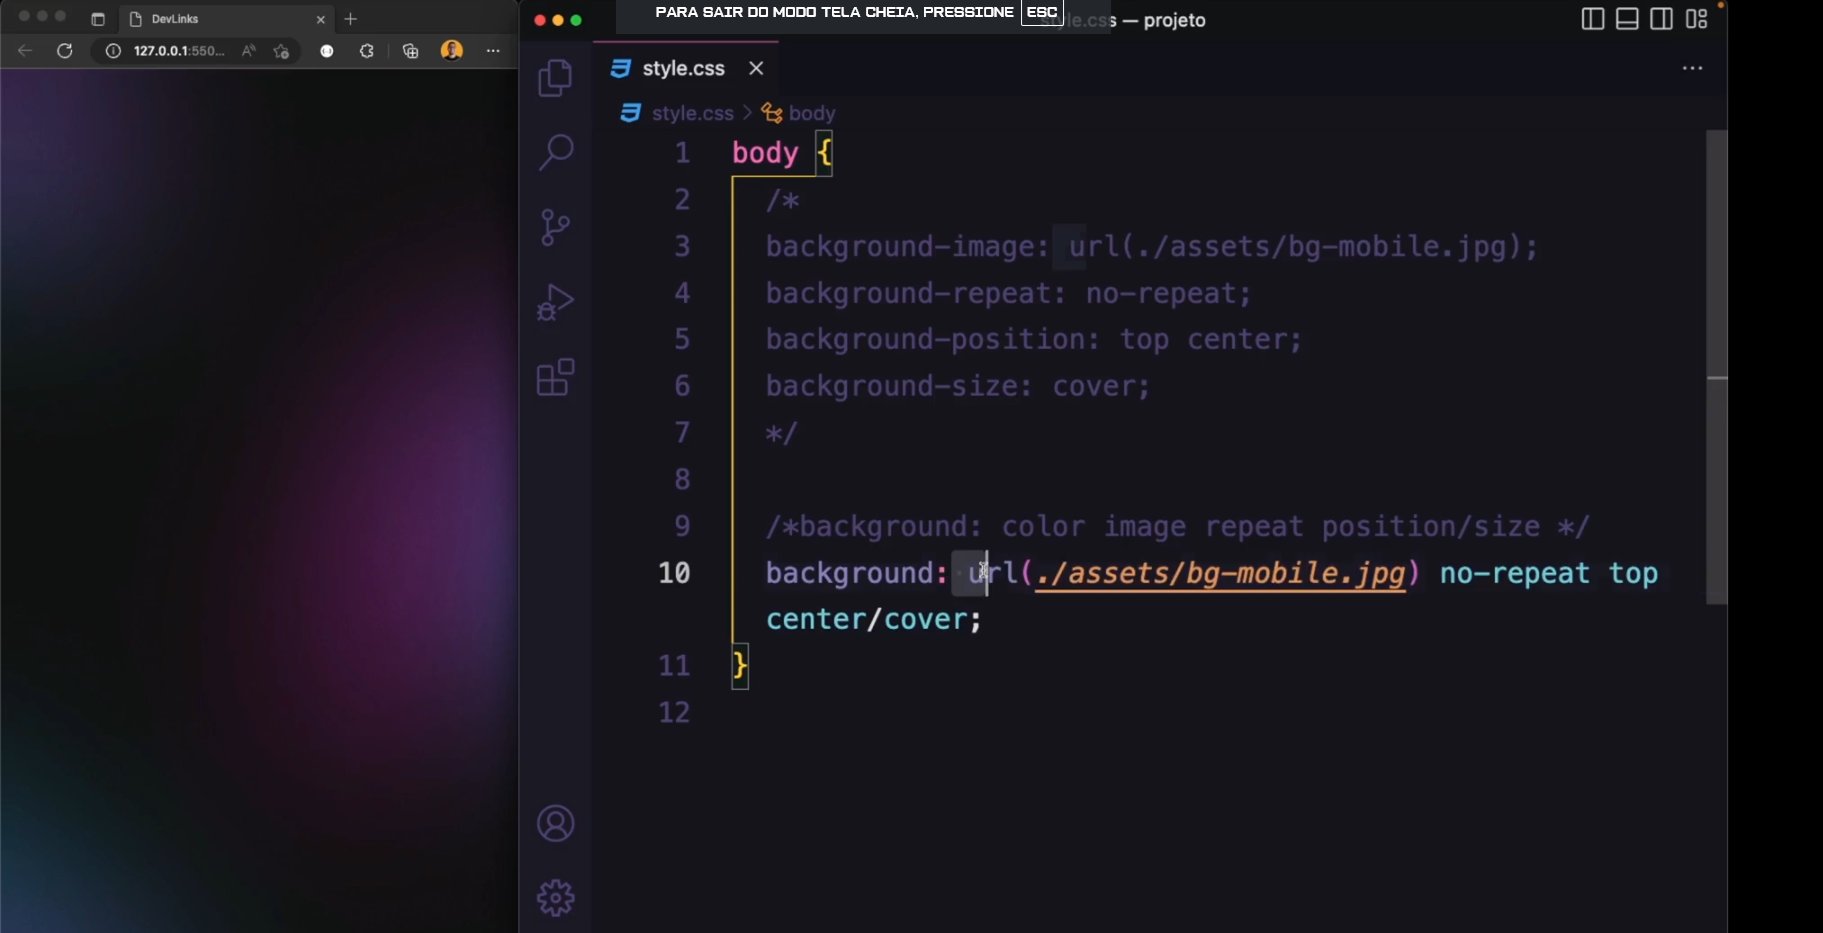 DevLinks
127.0.0.1:550...
PARA SAIR DO MODO TELA CHEIA, PRESSIONE ESC
style.css — projeto
style.css
style.css > body
1 body {
2 /*
3 background-image: url(./assets/bg-mobile.jpg);
4 background-repeat: no-repeat;
5 background-position: top center;
6 background-size: cover;
7 */
8
9 /*background: color image repeat position/size */
10 background: url(./assets/bg-mobile.jpg) no-repeat top
center/cover;
11 }
12